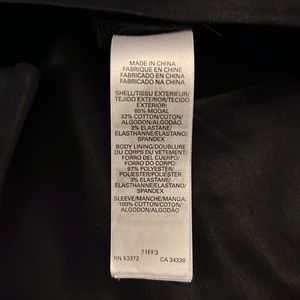 MADE IN CHINA
FABRIQUE EN CHINE
FABRICADO EN CHINA
FABRICADO NA CHINA
SHELL/TISSU EXTERIEUR/
TEJIDO EXTERIOR/TECIDO
EXTERIOR:
65% MODAL
32% COTTON/COTON/
ALGODON/ALGODÃO
3% ELASTANE/
ELASTHANNE/ELASTANO/
SPANDEX
BODY LINING/DOUBLURE
DU CORPS DU VETEMENT/
FORRO DEL CUERPO/
FORRO DO CORPO:
97% POLYESTER/
POLIESTER/POLIÉSTER
3% ELASTANE/
ELASTHANNE/ELASTANO/
SPANDEX
SLEEVE/MANCHE/MANGA:
100% COTTON/COTON/
ALGODON/ALGODÃO
71FF3
RN 53372 CA 34338